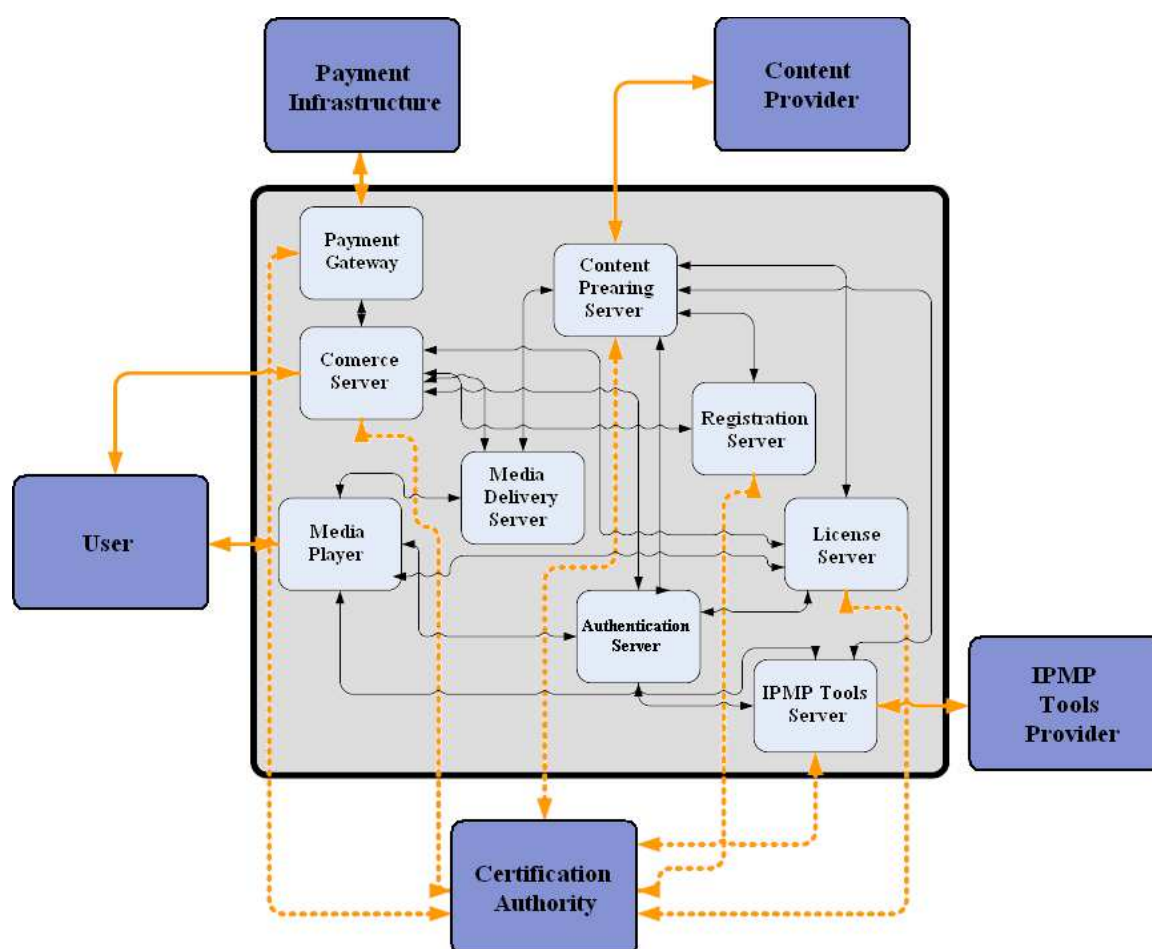 Payment
Infrastructure
Content
Provider
Payment
Gateway
Content
Prearing
Server
Comerce
Server
Registration
Server
Media
Delivery
Server
User
Media
Player
License
Server
Authentication
Server
IPMP Tools
Server
IPMP
Tools
Provider
Certification
Authority